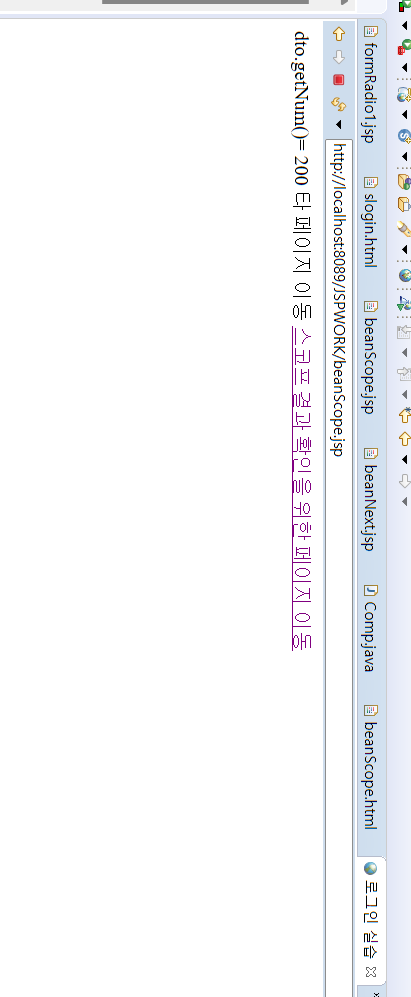 formRadio1.jsp slogin.html beanScope.jsp beanNext.jsp Comp.java beanScope.html 로그인 실습
http://localhost:8089/JSPWORK/beanScope.jsp
dto.getNum()= 200 타 페이지 이동 스코프 결과 확인을 위한 페이지 이동